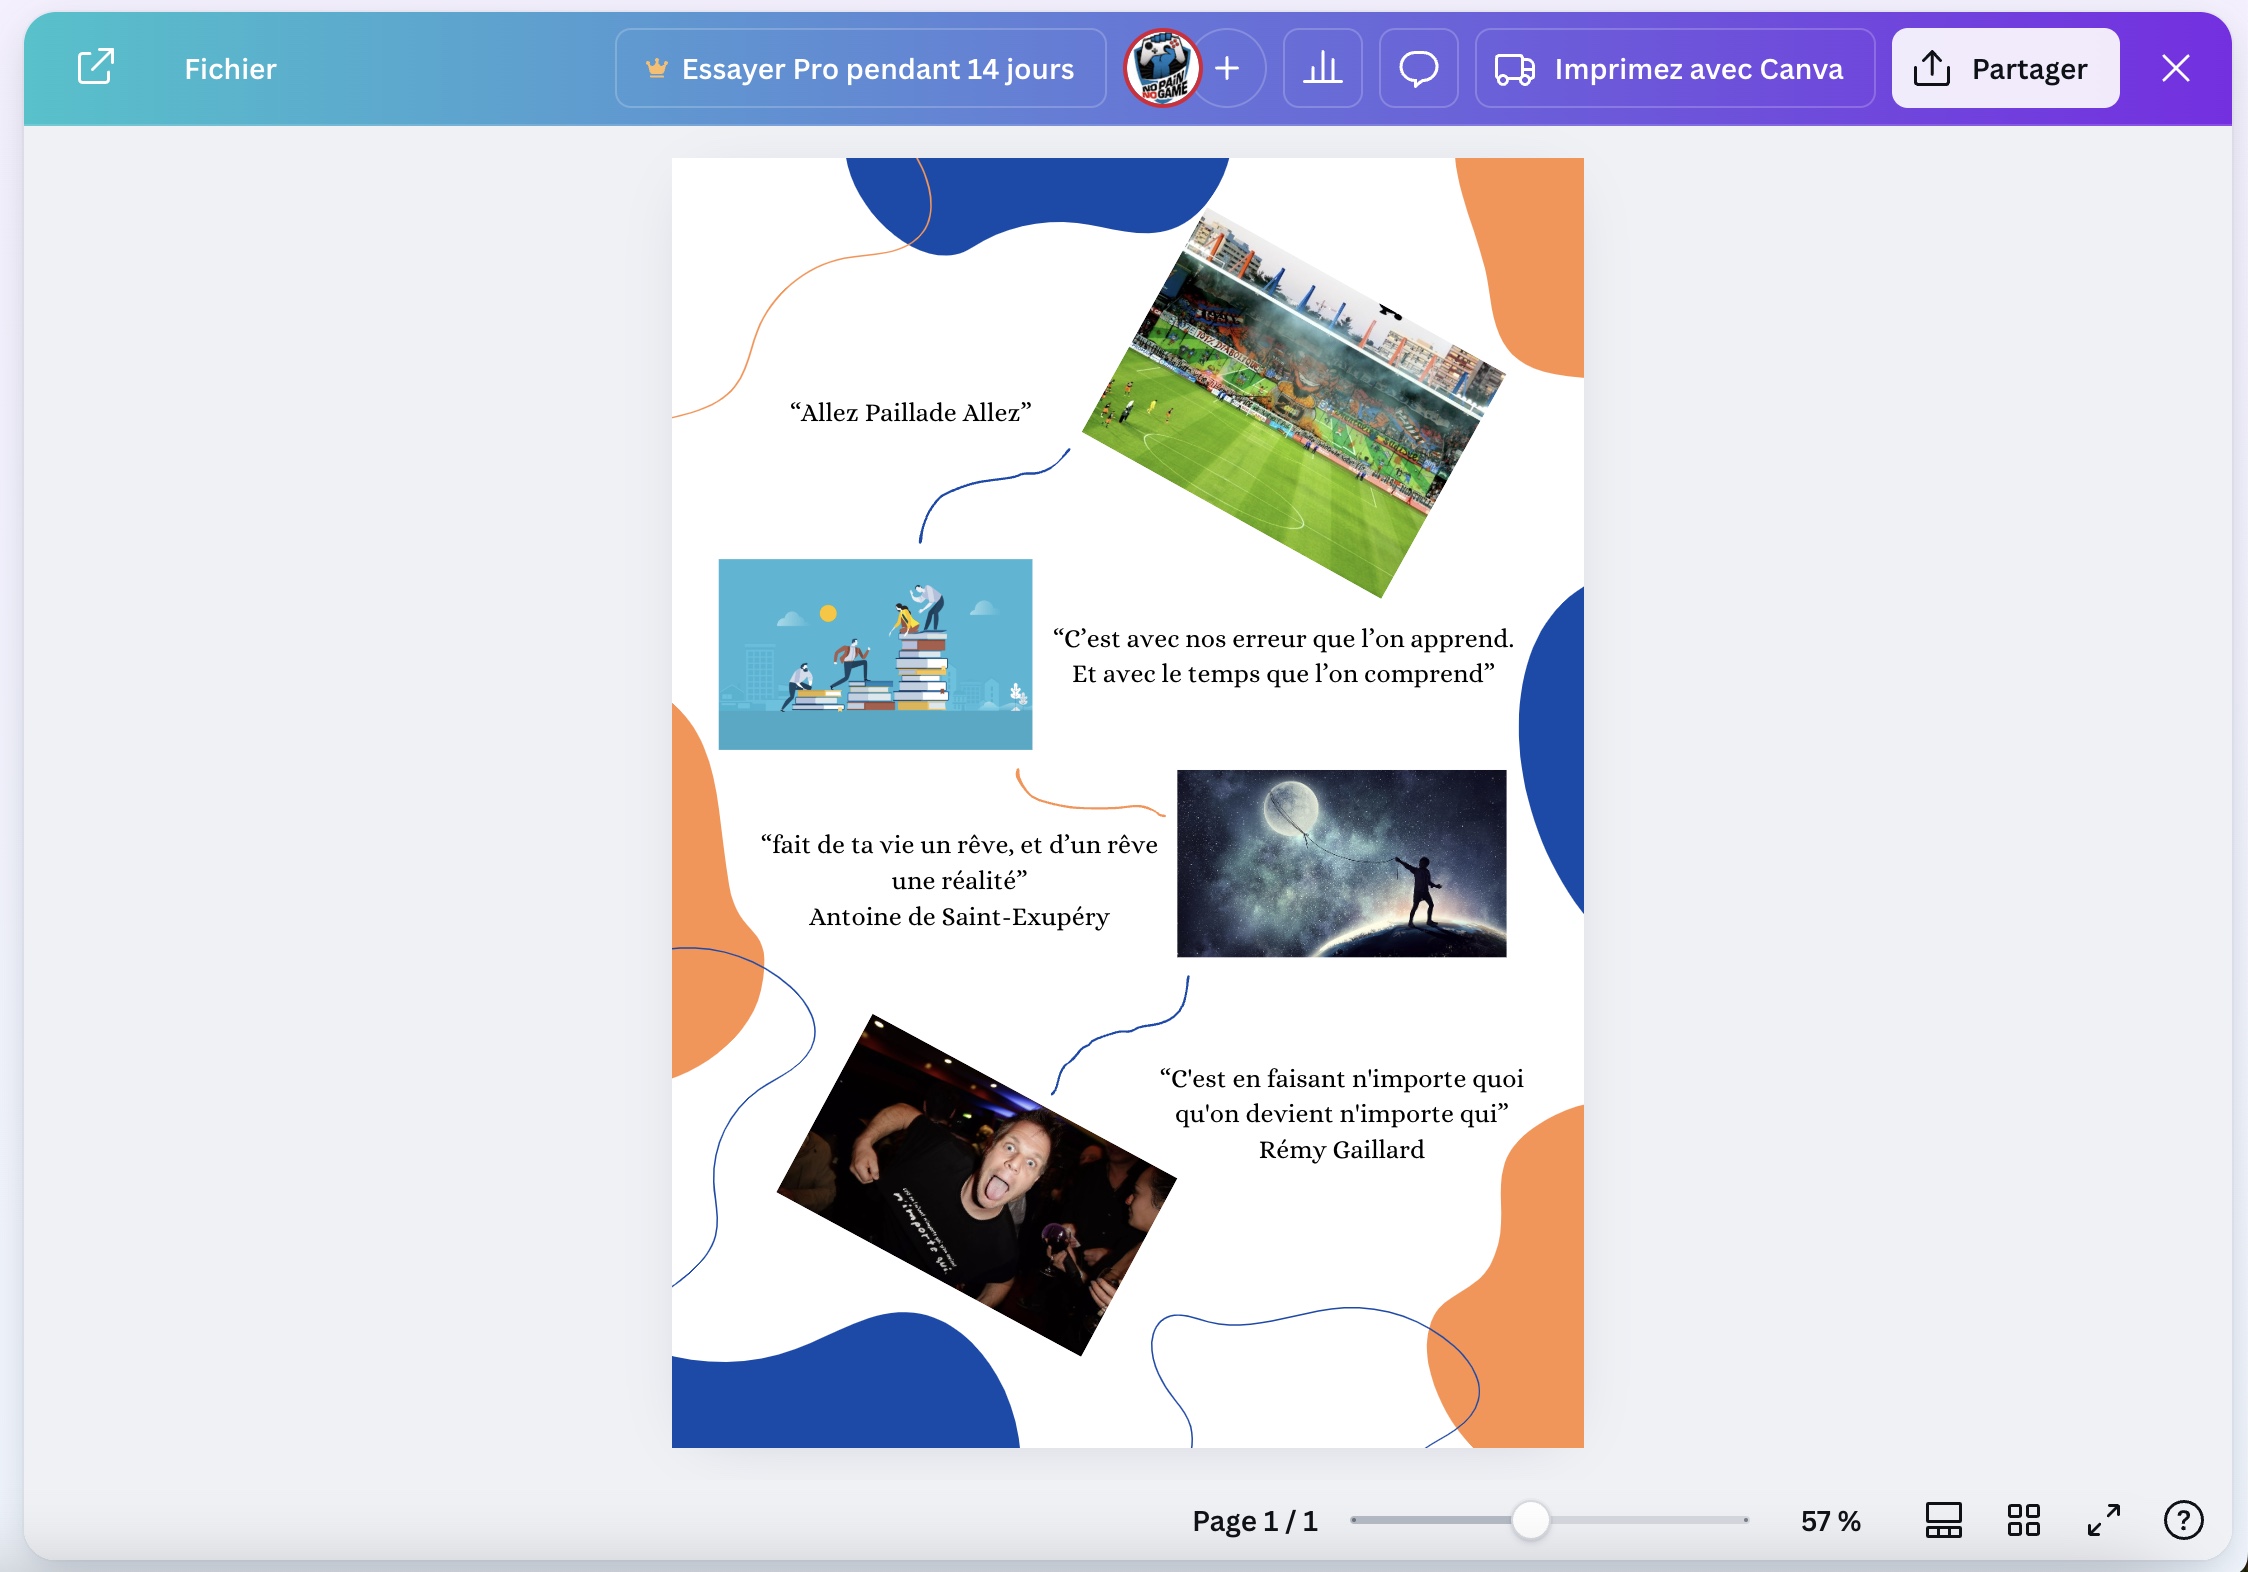 Fichier
Essayer Pro pendant 14 jours
NO PAIN
NO GAME
Imprimez avec Canva
Partager
“Allez Paillade Allez”
“C’est avec nos erreur que l’on apprend.
Et avec le temps que l’on comprend”
“fait de ta vie un rêve, et d’un rêve
une réalité”
Antoine de Saint-Exupéry
“C'est en faisant n'importe quoi
qu'on devient n'importe qui”
Rémy Gaillard
n'importe qui
Page 1 / 1
57 %